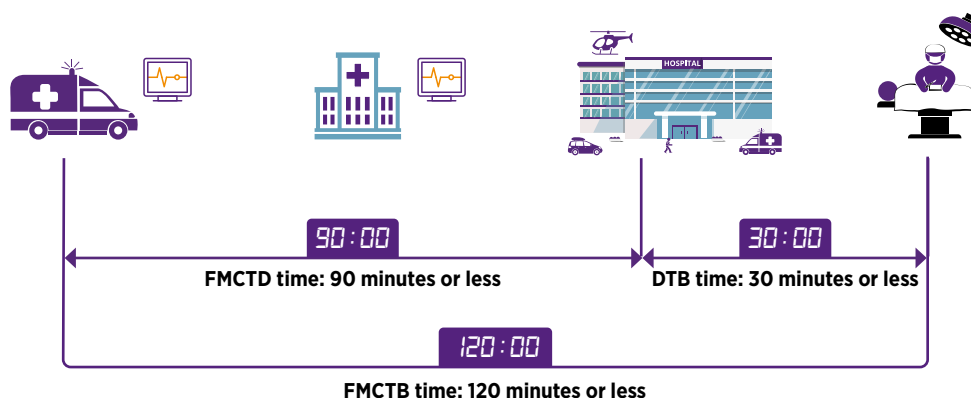 HOSPITAL
90:00
30:00
FMCTD time: 90 minutes or less
DTB time: 30 minutes or less
120:00
FMCTB time: 120 minutes or less